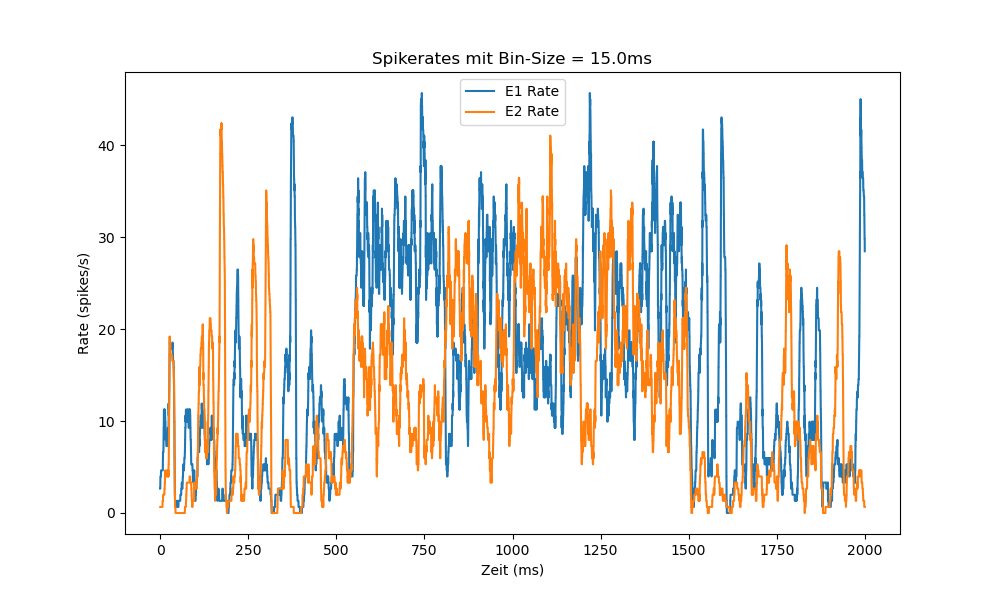 Spikerates mit Bin-Size = 15.0ms
E1 Rate
E2 Rate
Rate (spikes/s)
40
30
20
10
0
0 250 500 750 1000 1250 1500 1750 2000
Zeit (ms)